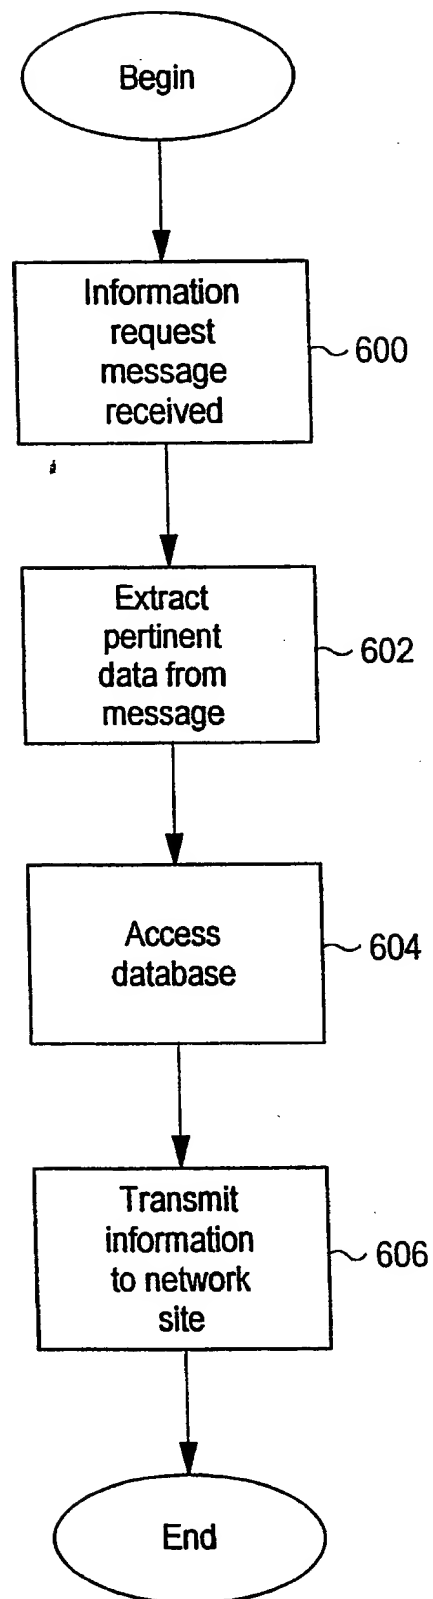 Begin
Information
request
message
received
600
Extract
pertinent
data from
message
602
Access
database
604
Transmit
information
to network
site
606
End